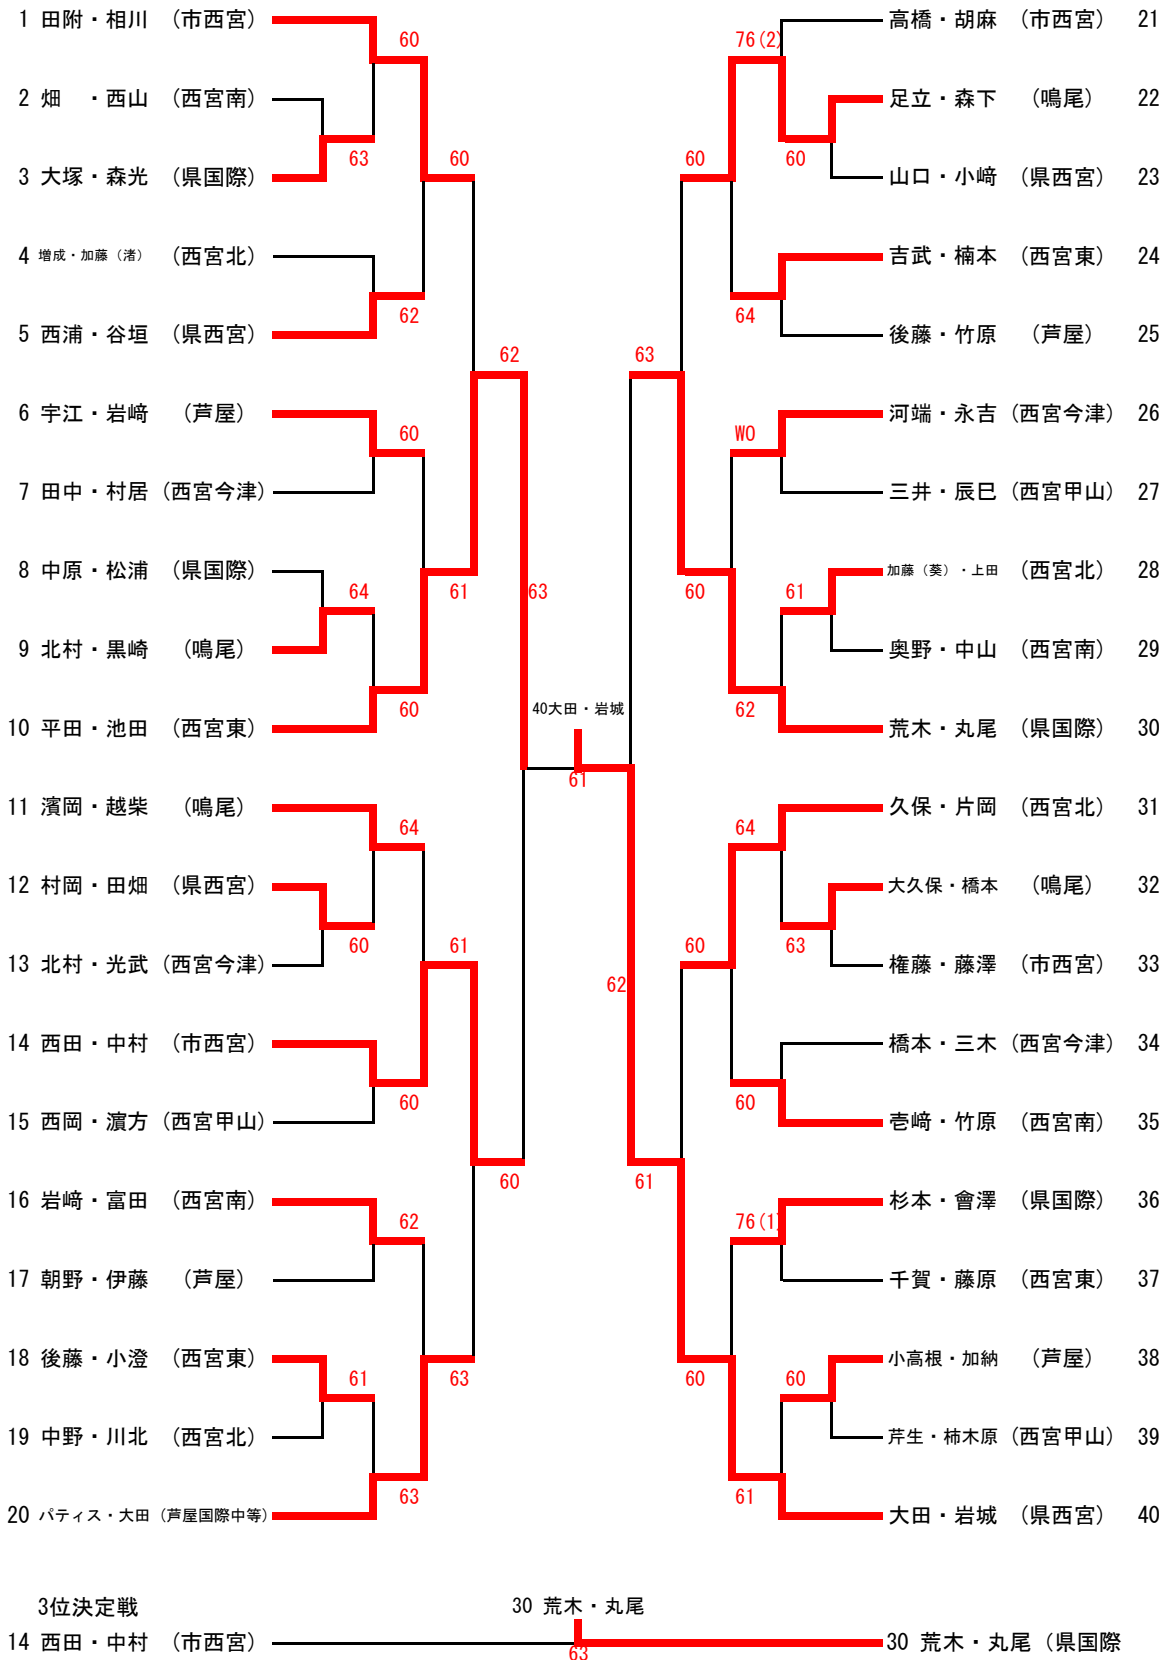 1 田附・相川 (市西宮)
60
2 畑　・西山 (西宮南)
63
3 大塚・森光 (県国際)
60
4 増成・加藤（渚） (西宮北)
62
5 西浦・谷垣 (県西宮)
62
6 宇江・岩﨑 (芦屋)
60
7 田中・村居 (西宮今津)
8 中原・松浦 (県国際)
64
61
63
9 北村・黒崎 (鳴尾)
60
10 平田・池田 (西宮東)
11 濱岡・越柴 (鳴尾)
64
12 村岡・田畑 (県西宮)
60
61
13 北村・光武 (西宮今津)
14 西田・中村 (市西宮)
60
15 西岡・濵方 (西宮甲山)
60
16 岩﨑・富田 (西宮南)
62
17 朝野・伊藤 (芦屋)
18 後藤・小澄 (西宮東)
61
63
19 中野・川北 (西宮北)
63
20 パティス・大田 (芦屋国際中等)
40大田・岩城
61
高橋・胡麻 (市西宮) 21
76(2)
足立・森下 (鳴尾) 22
60
60
山口・小﨑 (県西宮) 23
吉武・楠本 (西宮東) 24
64
後藤・竹原 (芦屋) 25
63
河端・永吉 (西宮今津) 26
WO
三井・辰巳 (西宮甲山) 27
加藤（葵）・上田 (西宮北) 28
60
61
奥野・中山 (西宮南) 29
62
荒木・丸尾 (県国際) 30
久保・片岡 (西宮北) 31
64
大久保・橋本 (鳴尾) 32
60
63
権藤・藤澤 (市西宮) 33
62
橋本・三木 (西宮今津) 34
60
壱﨑・竹原 (西宮南) 35
61
杉本・會澤 (県国際) 36
76(1)
千賀・藤原 (西宮東) 37
小高根・加納 (芦屋) 38
60
60
芹生・柿木原 (西宮甲山) 39
61
大田・岩城 (県西宮) 40
3位決定戦
30 荒木・丸尾
14 西田・中村 (市西宮)
63
30 荒木・丸尾 (県国際